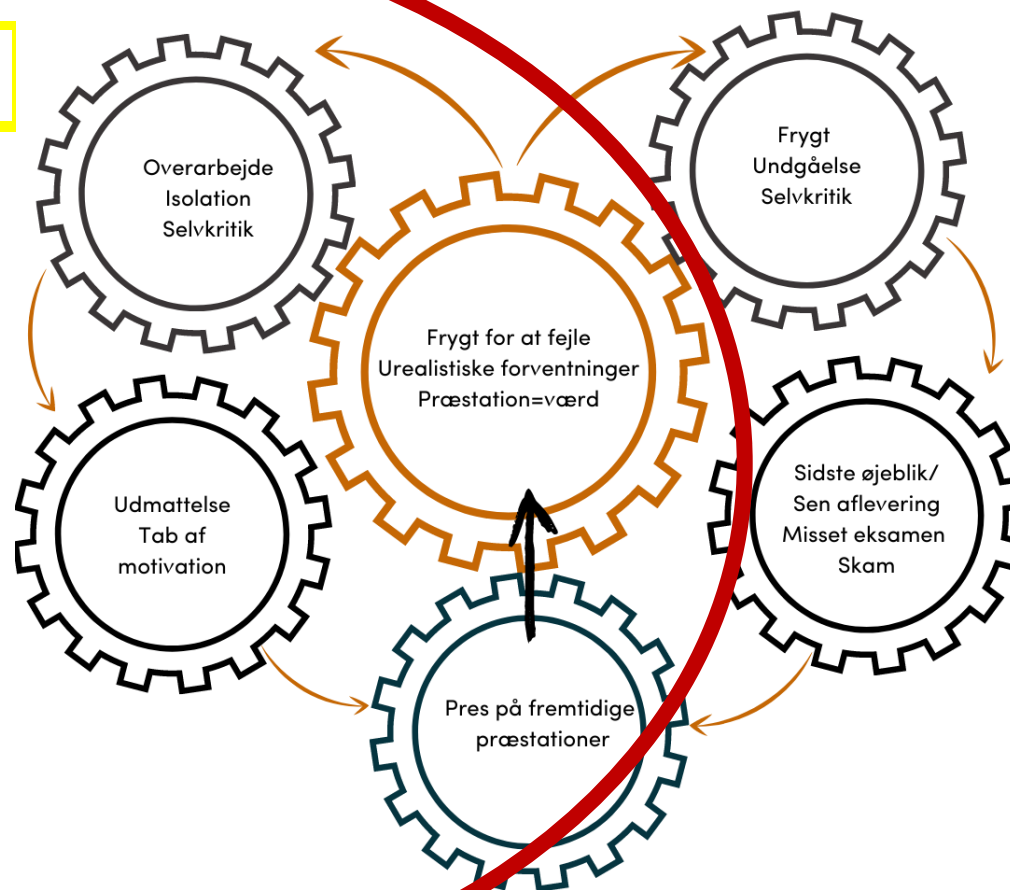 Overarbejde
Isolation
Selvkritik
Frygt
Undgåelse
Selvkritik
Frygt for at fejle
Urealistiske forventninger
Præstation=værd
Udmattelse
Tab af
motivation
Sidste øjeblik/
Sen aflevering
Misset eksamen
Skam
Pres på fremtidige
præstationer